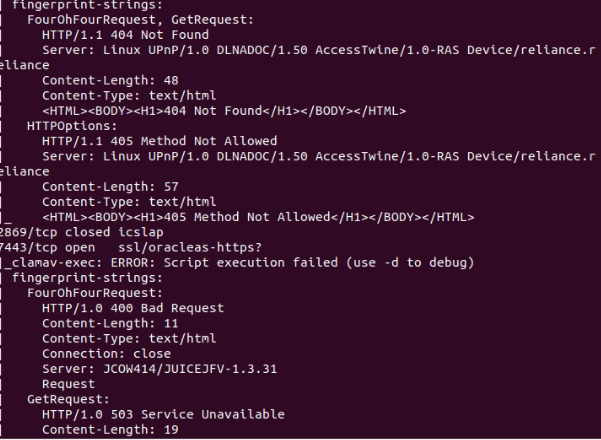 | fingerprint-strings:
|   FourOhFourRequest, GetRequest:
|     HTTP/1.1 404 Not Found
|     Server: Linux UPnP/1.0 DLNADOC/1.50 AccessTwine/1.0-RAS Device/reliance.r
eliance
|     Content-Length: 48
|     Content-Type: text/html
|     <HTML><BODY><H1>404 Not Found</H1></BODY></HTML>
|   HTTPOptions:
|     HTTP/1.1 405 Method Not Allowed
|     Server: Linux UPnP/1.0 DLNADOC/1.50 AccessTwine/1.0-RAS Device/reliance.r
eliance
|     Content-Length: 57
|     Content-Type: text/html
|_    <HTML><BODY><H1>405 Method Not Allowed</H1></BODY></HTML>
2869/tcp closed icslap
7443/tcp open   ssl/oracleas-https?
|_clamav-exec: ERROR: Script execution failed (use -d to debug)
| fingerprint-strings:
|   FourOhFourRequest:
|     HTTP/1.0 400 Bad Request
|     Content-Length: 11
|     Content-Type: text/html
|     Connection: close
|     Server: JCOW414/JUICEJFV-1.3.31
|     Request
|   GetRequest:
|     HTTP/1.0 503 Service Unavailable
|     Content-Length: 19